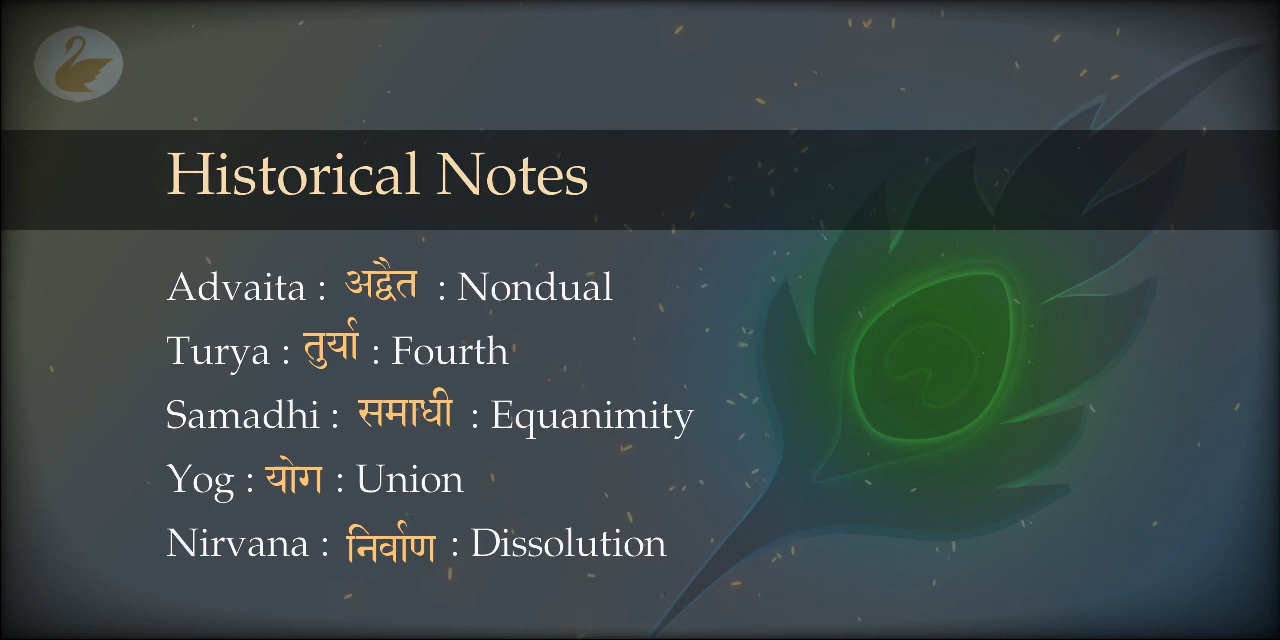 Historical Notes
Advaita : अद्वैत : Nondual
Turya : तुर्या : Fourth
Samadhi : समाधी : Equanimity
Yog : योग : Union
Nirvana : निर्वाण : Dissolution